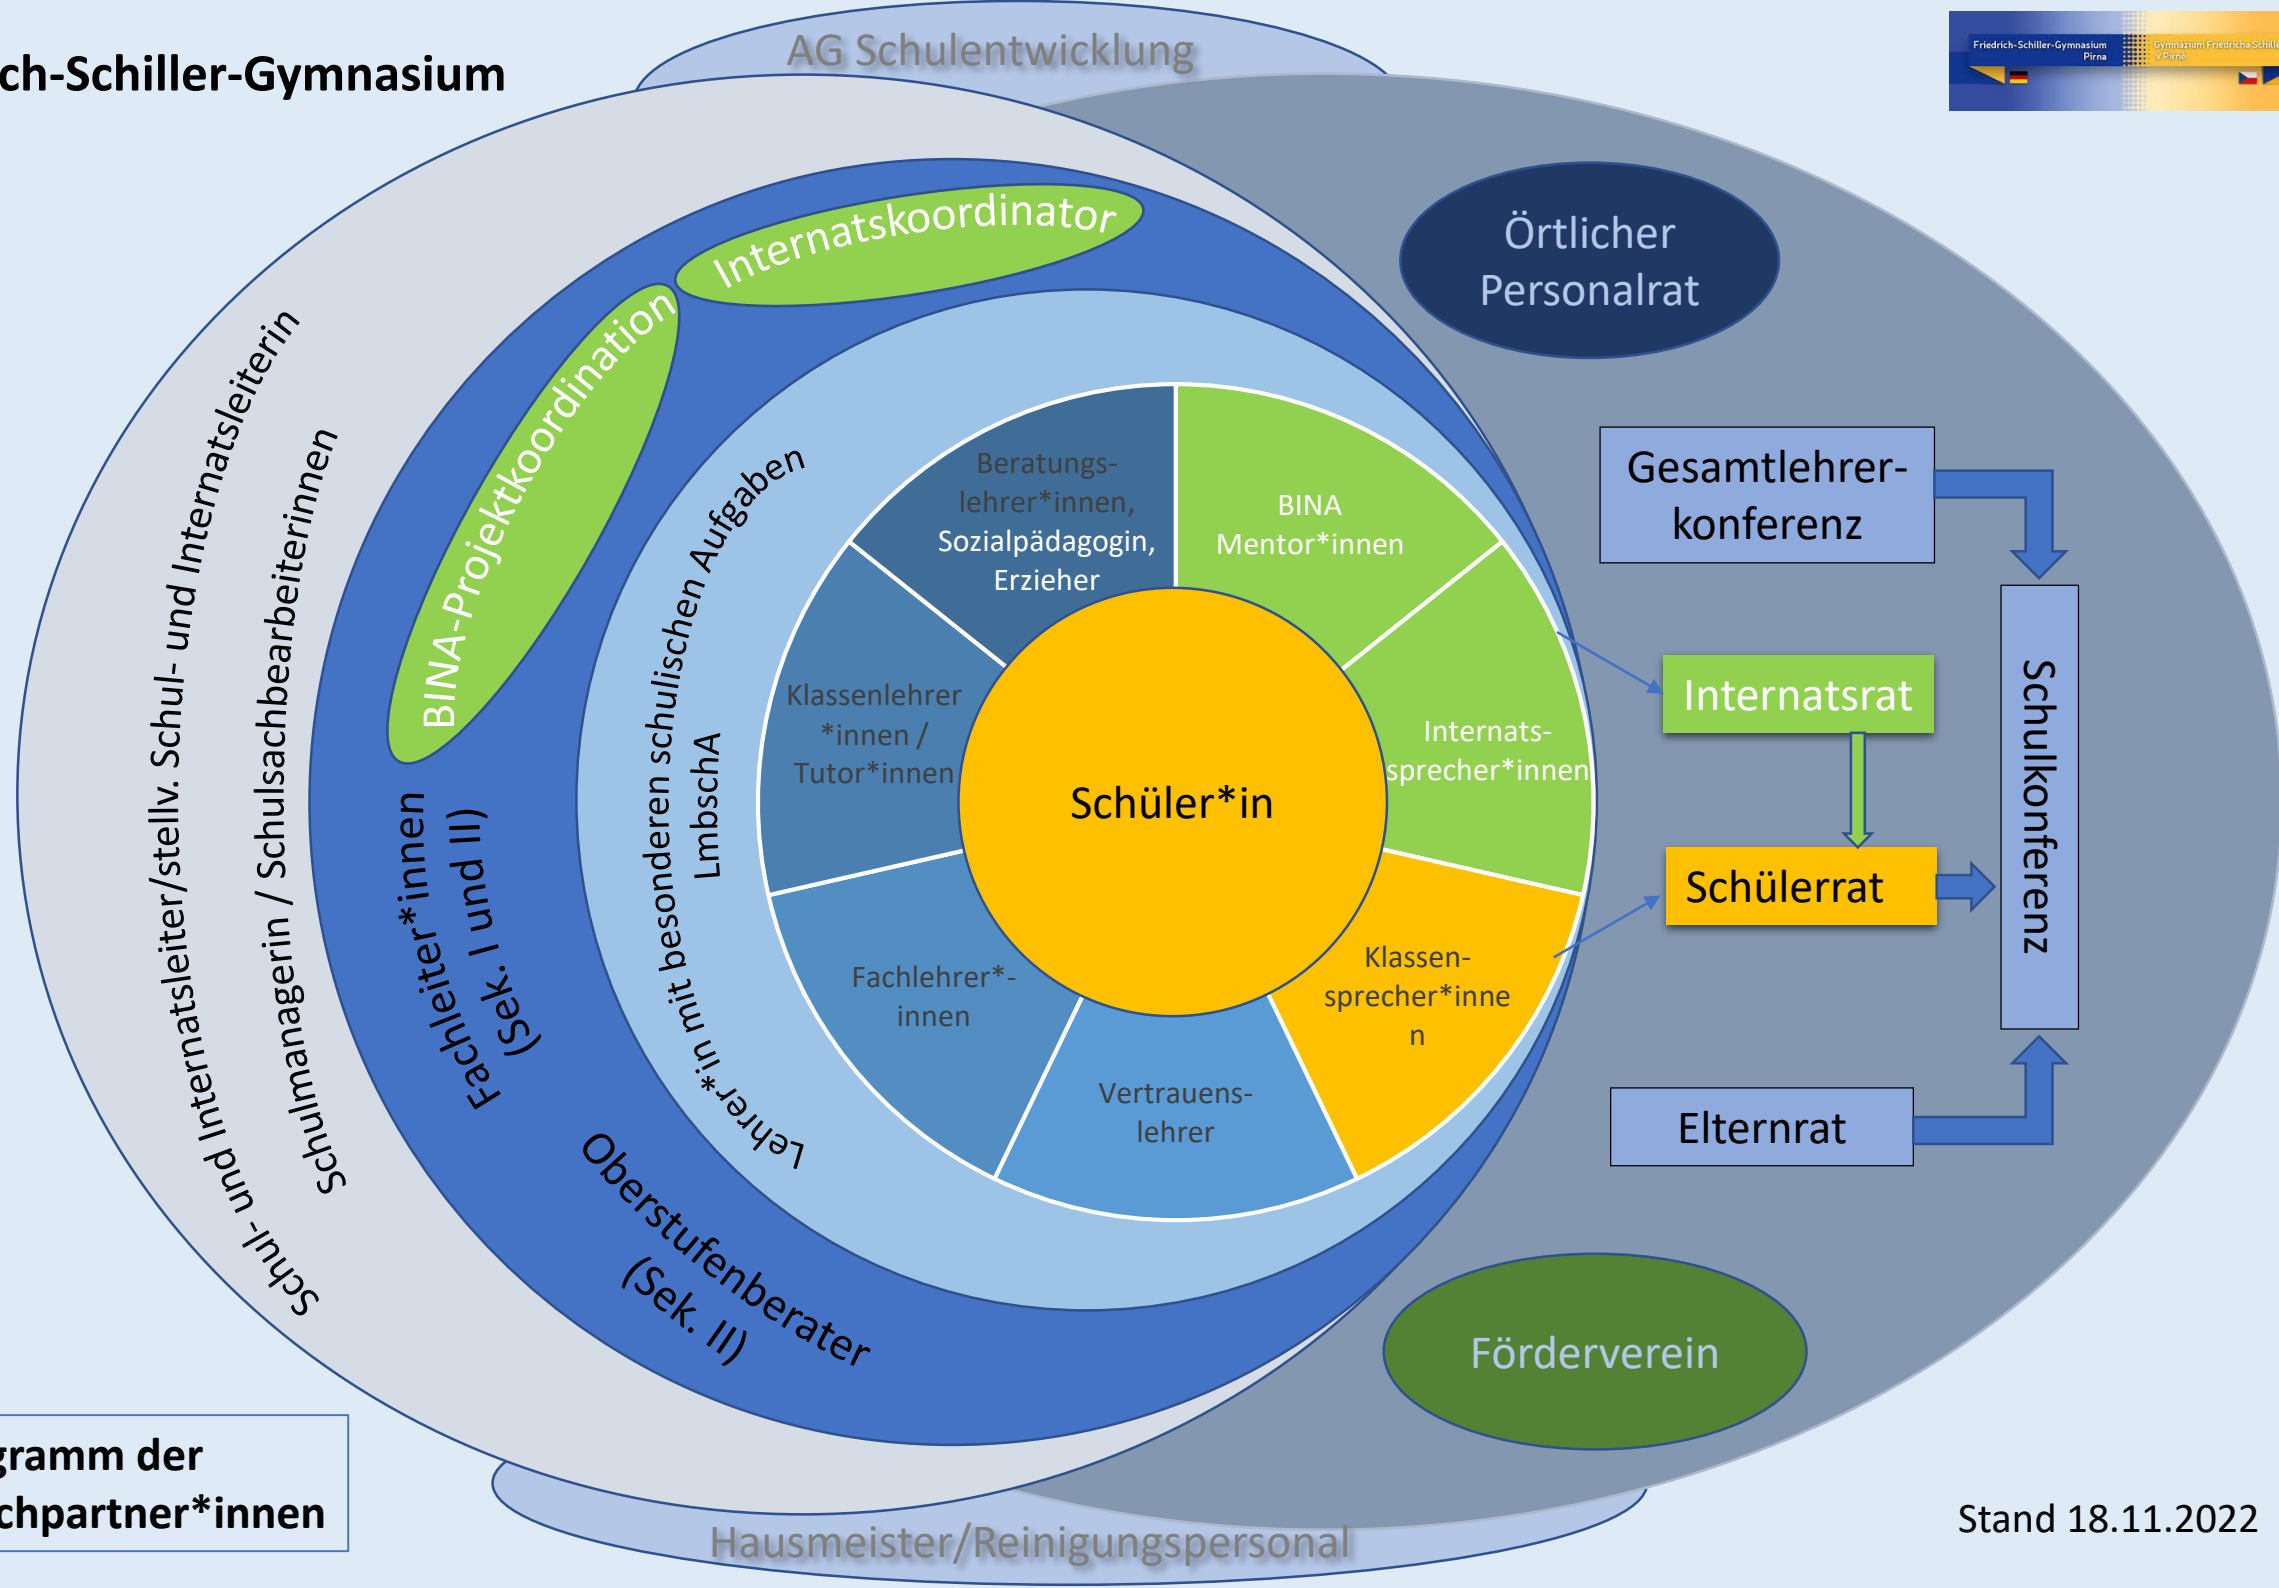 AG Schulentwicklung
ch-Schiller-Gymnasium
Friedrich-Schiller-Gymnasium
Pirna
Gymnazium Friedricha Schille
v Pirně
Internatskoordinator
BINA-Projektkoordination
Örtlicher
Personalrat
Schul- und Internatsleiter/stellv. Schul- und Internatsleiterin
Schulmanagerin / Schulsachbearbeiterinnen
Fachleiter*innen
(Sek. I und II)
Oberstufenberater
(Sek. II)
Lehrer*in mit besonderen schulischen Aufgaben
LmbschA
Beratungs-
lehrer*innen,
Sozialpädagogin,
Erzieher
BINA
Mentor*innen
Klassenlehrer
*innen /
Tutor*innen
Internats-
sprecher*innen
Schüler*in
Fachlehrer*-
innen
Klassen-
sprecher*inne
n
Vertrauens-
lehrer
Gesamtlehrer-
konferenz
Internatsrat
Schulkonferenz
Schülerrat
Elternrat
Förderverein
gramm der
chpartner*innen
Hausmeister/Reinigungspersonal
Stand 18.11.2022